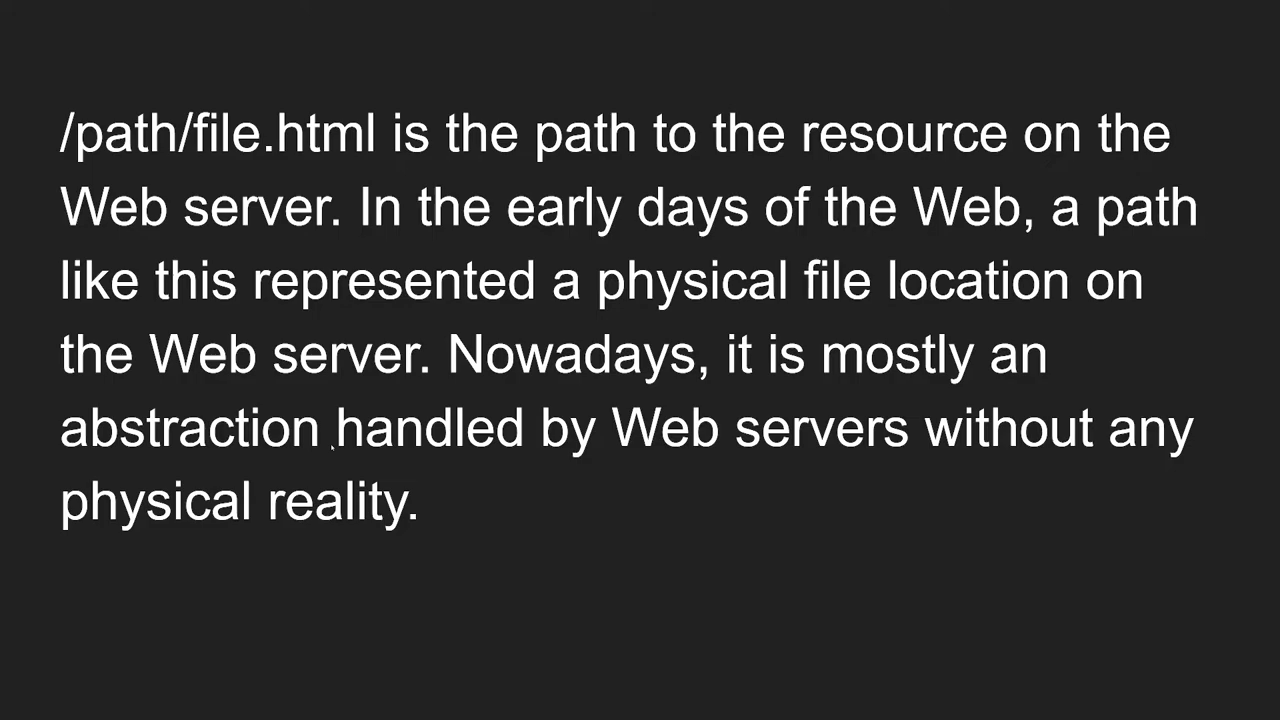 /path/file.html is the path to the resource on the
Web server. In the early days of the Web, a path
like this represented a physical file location on
the Web server. Nowadays, it is mostly an
abstraction handled by Web servers without any
physical reality.